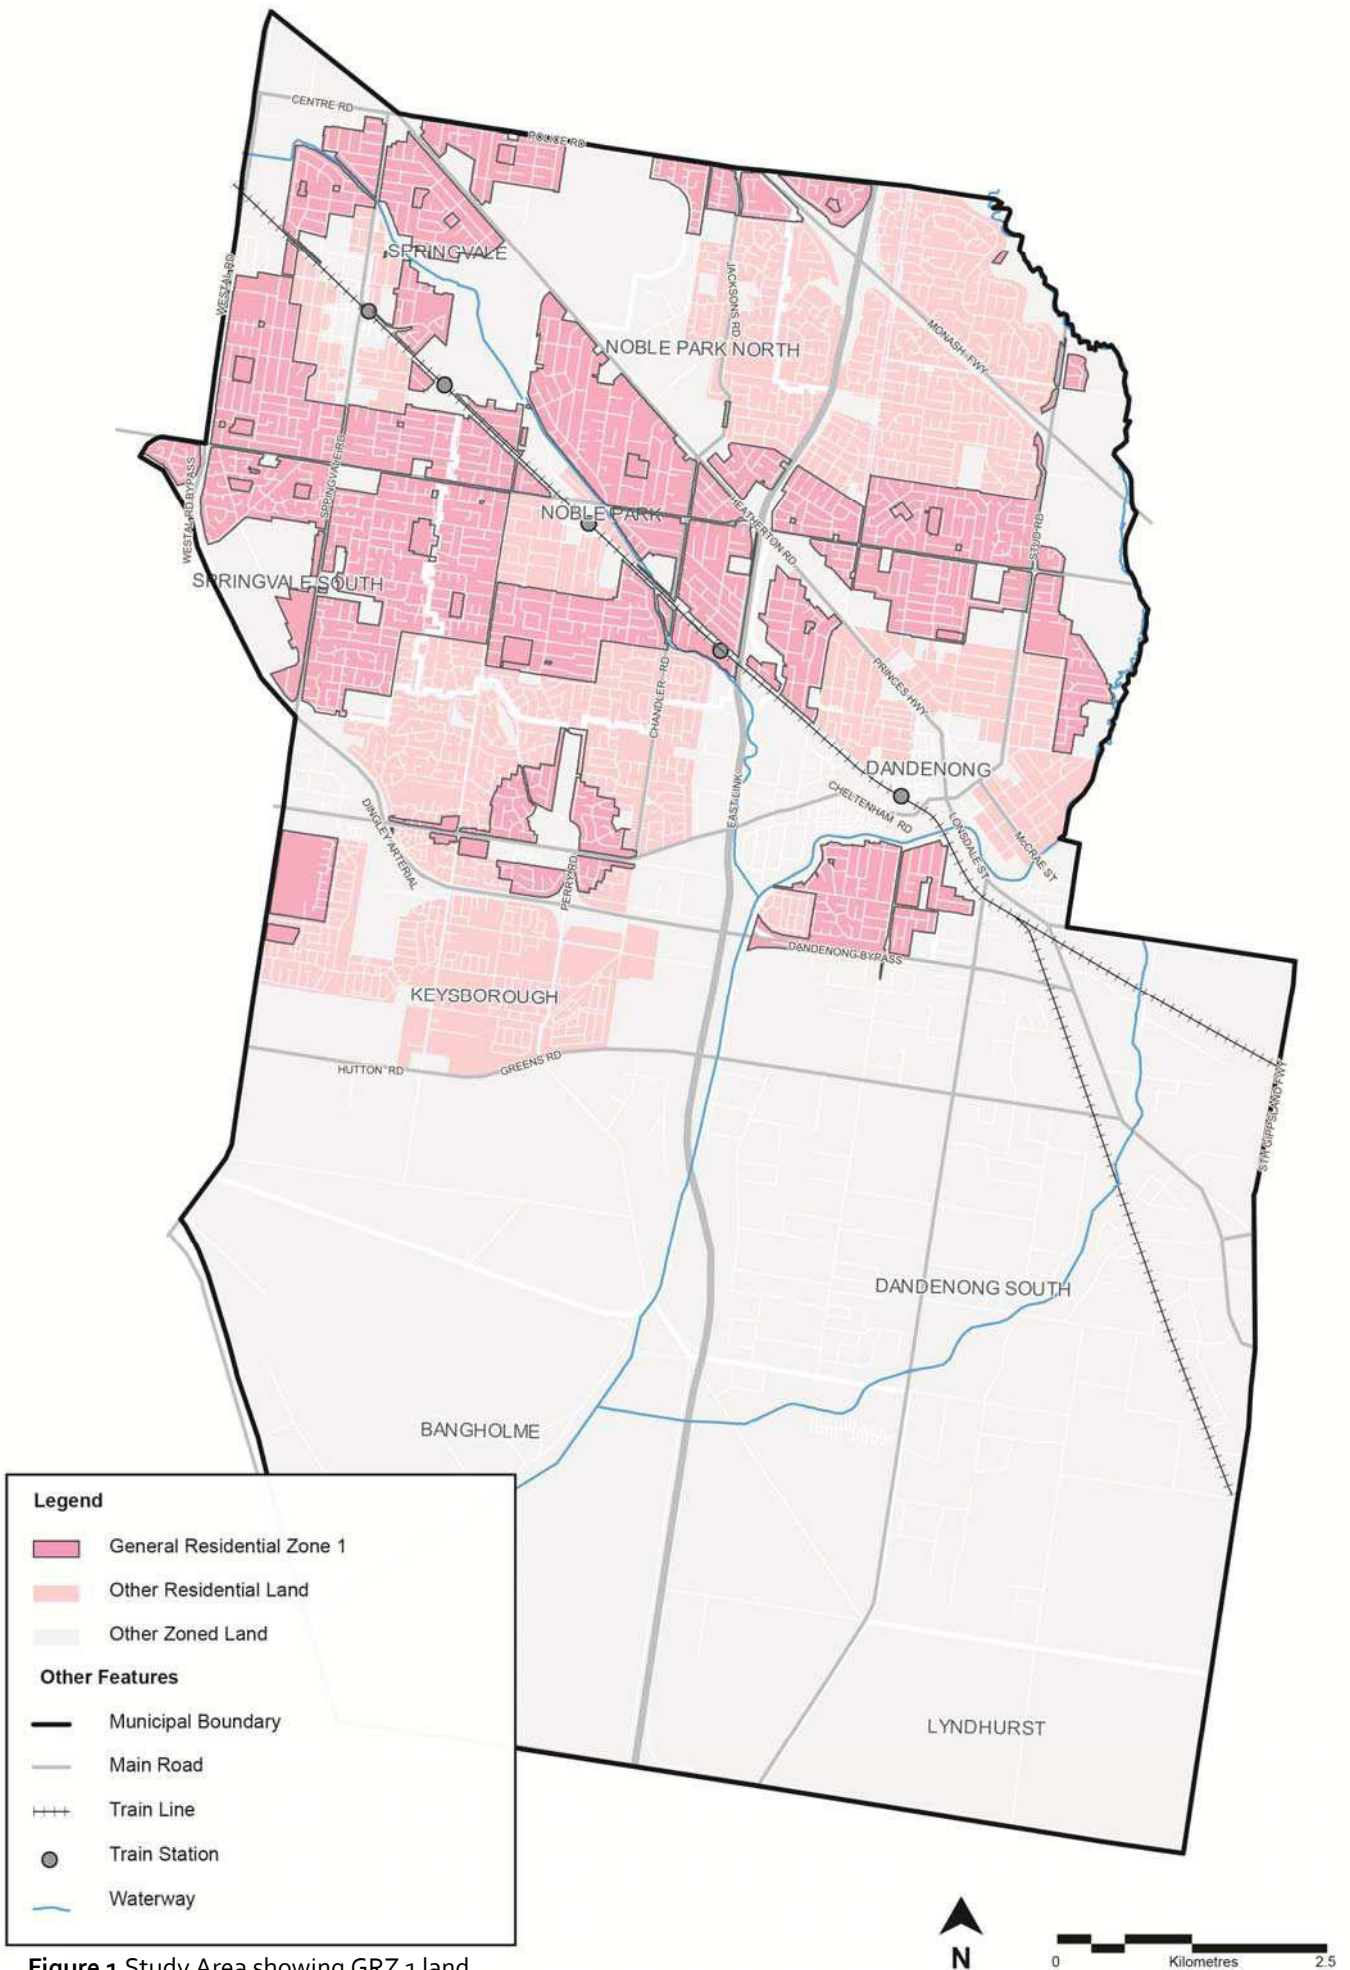 CENTRE RD
POLICE RD
SPRINGVALE
WESTAL RD
JACKSONS RD
NOBLE PARK NORTH
MONASH FWY
SPRINGVALE RD
WESTAL RD BYPASS
NOBLE PARK
HEATHERTON RD
STUD RD
SPRINGVALE SOUTH
CHANDLER RD
PRINCES HWY
DANDENONG
EAST LINK
CHELTENHAM RD
DINGLEY ARTERIAL
LONSDALE ST
McCRAE ST
PERRY RD
DANDENONG BYPASS
KEYSBOROUGH
HUTTON RD
GREENS RD
STH GIPPSLAND FWY
DANDENONG SOUTH
BANGHOLME
LYNDHURST
Legend
General Residential Zone 1
Other Residential Land
Other Zoned Land
Other Features
Municipal Boundary
Main Road
Train Line
Train Station
Waterway
N
0 Kilometres 2.5
Figure 1 Study Area showing GRZ 1 land